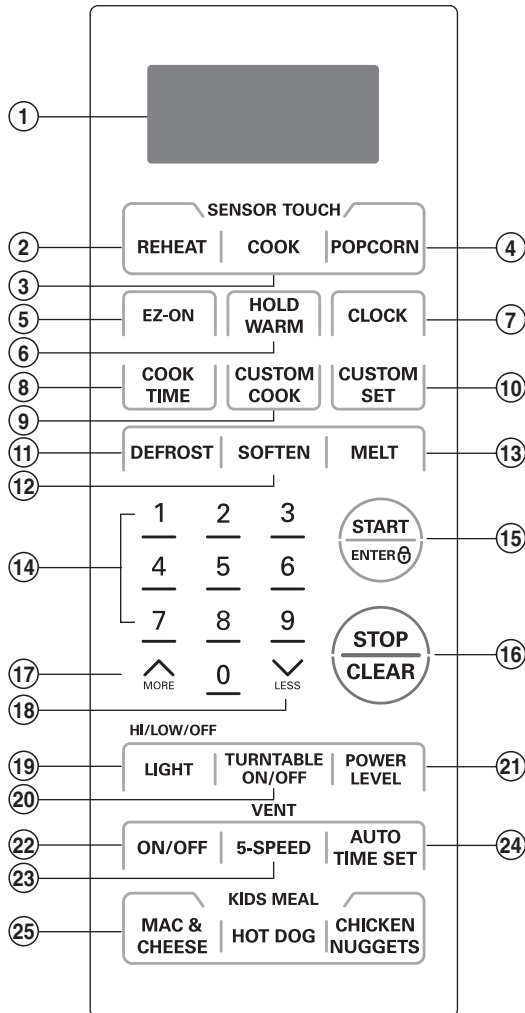 1
SENSOR TOUCH
2 REHEAT COOK POPCORN 4
3
5 EZ-ON HOLD WARM CLOCK 7
6
8 COOK TIME CUSTOM COOK CUSTOM SET 10
9
11 DEFROST SOFTEN MELT 13
12
1 2 3
START
ENTER
15
14 4 5 6
7 8 9
STOP
CLEAR
16
17 MORE 0 LESS
18
HI/LOW/OFF
19 LIGHT TURNTABLE ON/OFF POWER LEVEL 21
20
VENT
22 ON/OFF 5-SPEED AUTO TIME SET 24
23
KIDS MEAL
25 MAC & CHEESE HOT DOG CHICKEN NUGGETS